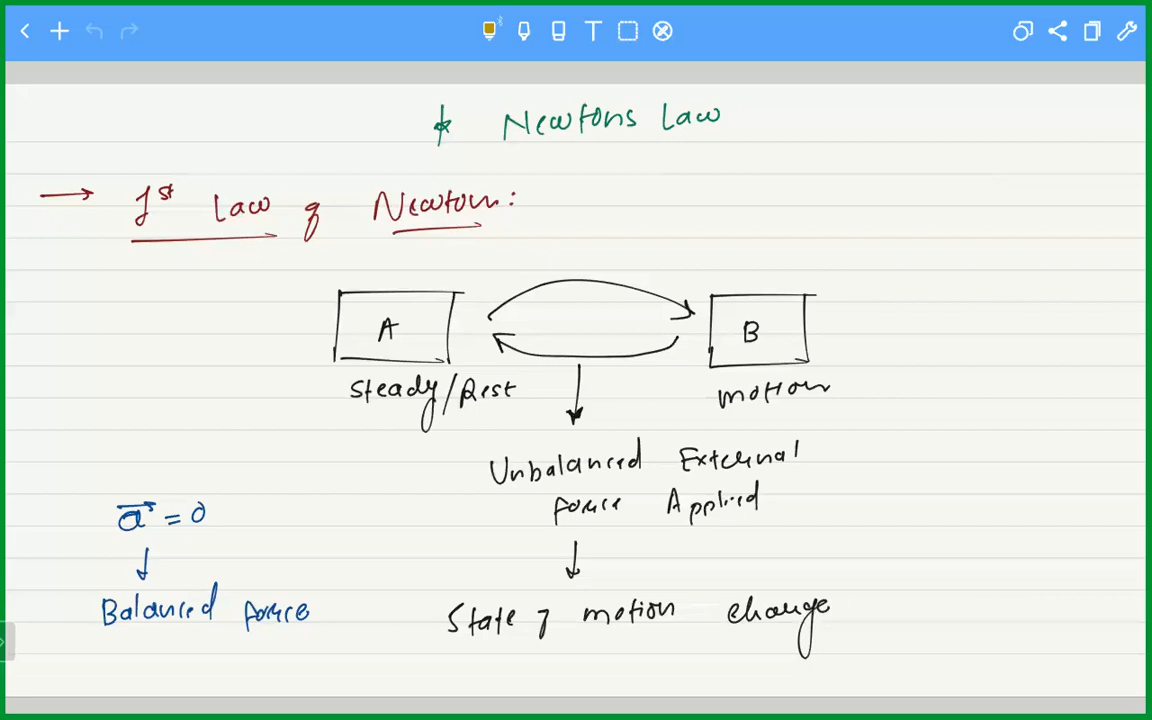 * Newtons Law
→ 1st Law of Newton:
A
B
Steady/Rest
motion
Unbalanced External
force Applied
a⃗ = 0
↓
Balanced force
State of motion change